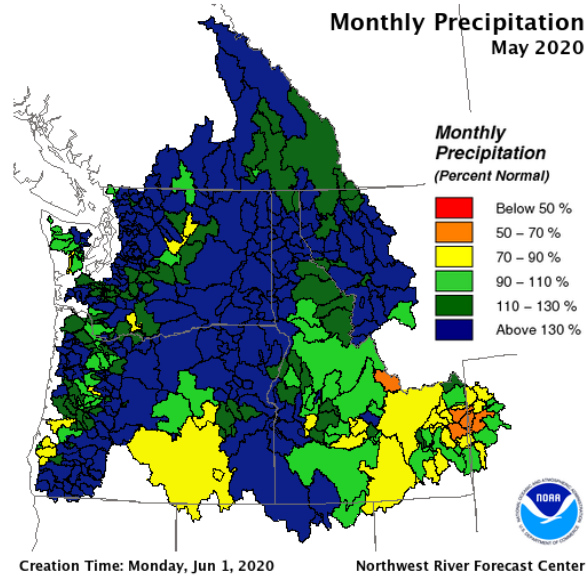 Monthly Precipitation
May 2020
Monthly
Precipitation
(Percent Normal)
Below 50 %
50 – 70 %
70 – 90 %
90 – 110 %
110 – 130 %
Above 130 %
NOAA
Creation Time: Monday, Jun 1, 2020
Northwest River Forecast Center